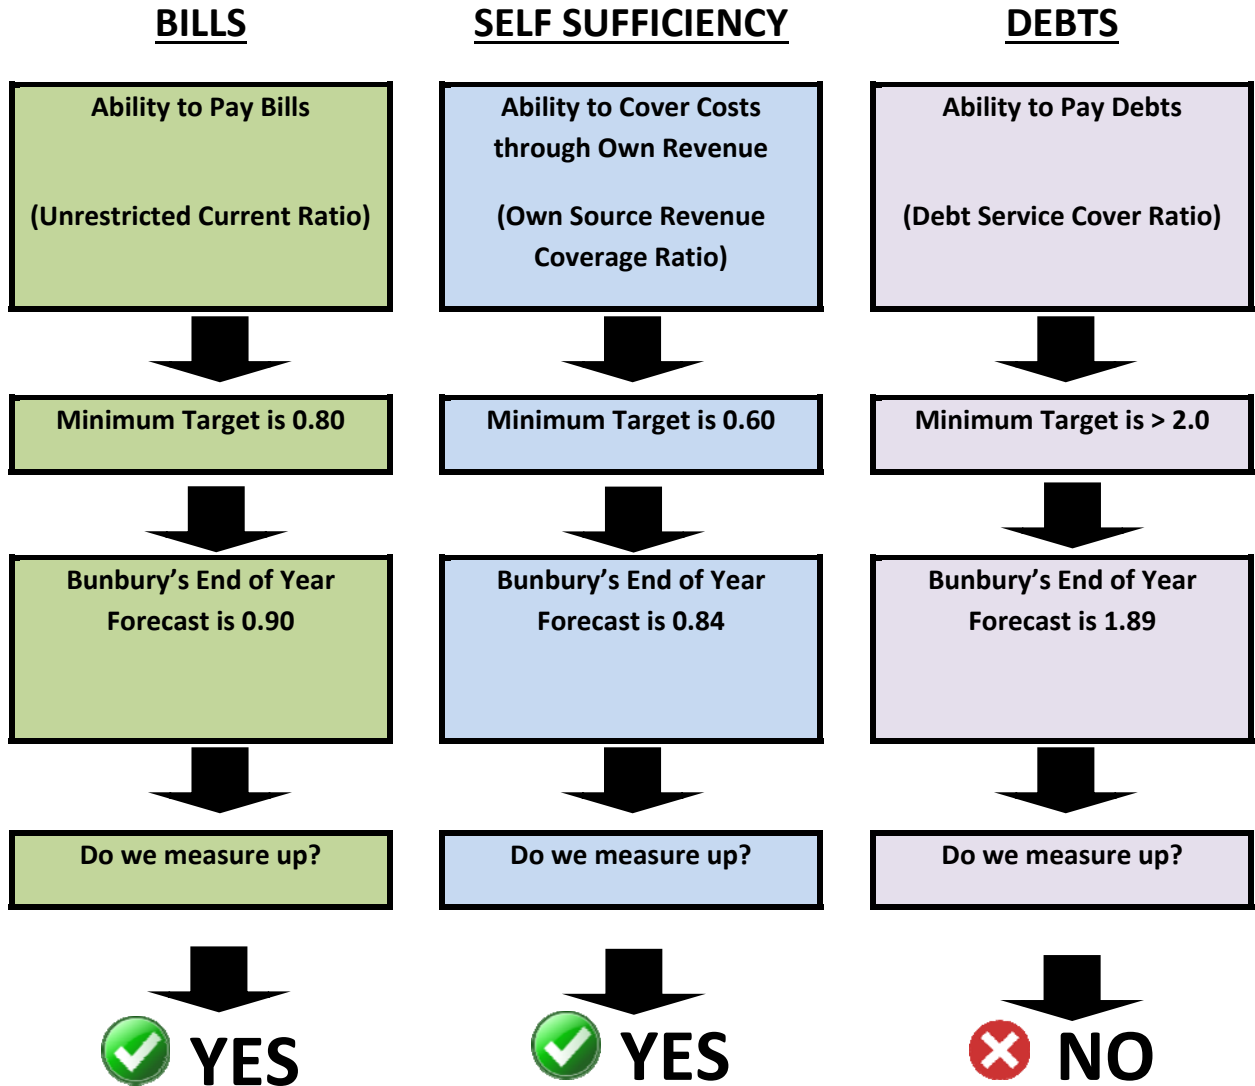 BILLS
Ability to Pay Bills
(Unrestricted Current Ratio)
Minimum Target is 0.80
Bunbury’s End of Year
Forecast is 0.90
Do we measure up?
YES
SELF SUFFICIENCY
Ability to Cover Costs
through Own Revenue
(Own Source Revenue
Coverage Ratio)
Minimum Target is 0.60
Bunbury’s End of Year
Forecast is 0.84
Do we measure up?
YES
DEBTS
Ability to Pay Debts
(Debt Service Cover Ratio)
Minimum Target is > 2.0
Bunbury’s End of Year
Forecast is 1.89
Do we measure up?
NO